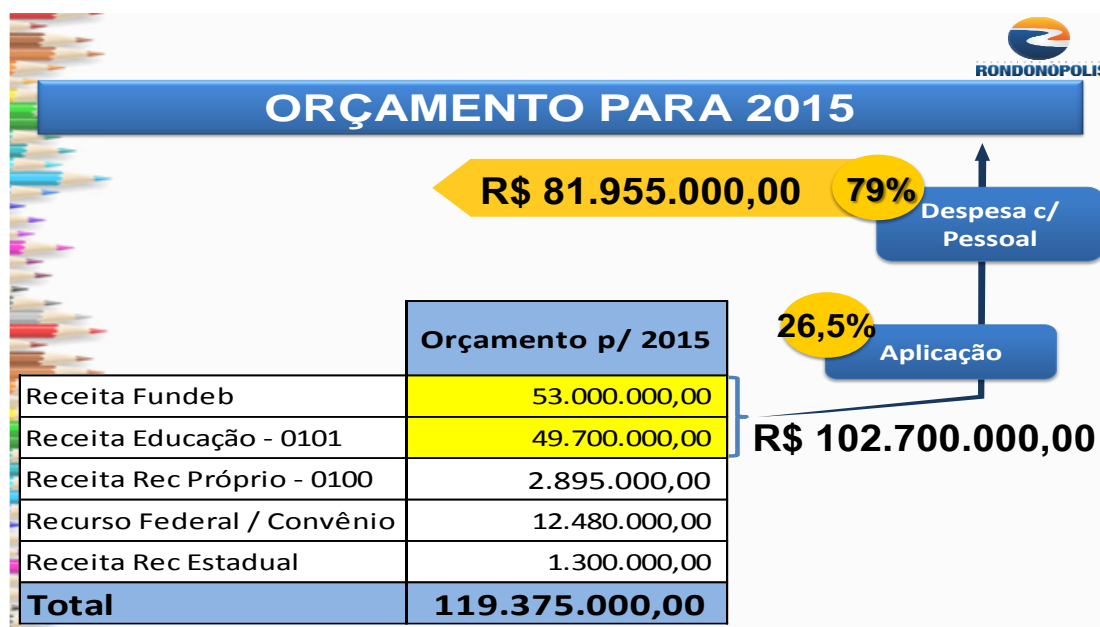 RONDONÓPOLIS
ORÇAMENTO PARA 2015
R$ 81.955.000,00
79%
Despesa c/
Pessoal
26,5%
Aplicação
Orçamento p/ 2015
Receita Fundeb 53.000.000,00
Receita Educação - 0101 49.700.000,00
R$ 102.700.000,00
Receita Rec Próprio - 0100 2.895.000,00
Recurso Federal / Convênio 12.480.000,00
Receita Rec Estadual 1.300.000,00
Total 119.375.000,00